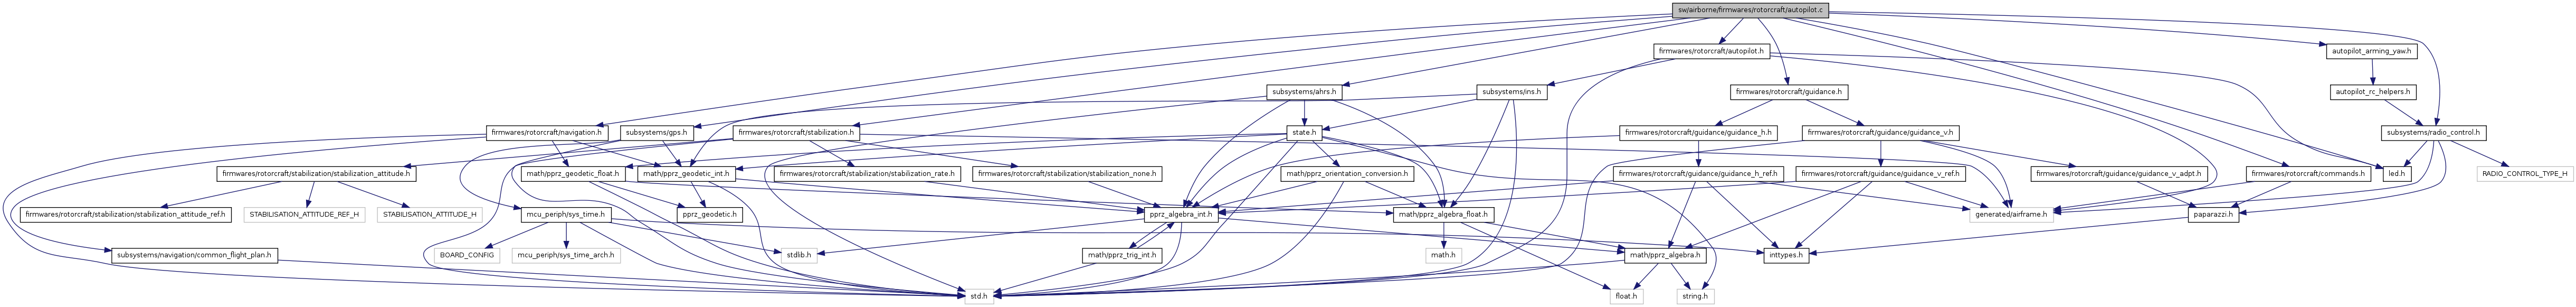 sw/airborne/firmwares/rotorcraft/autopilot.c
firmwares/rotorcraft/autopilot.h
autopilot_arming_yaw.h
subsystems/ahrs.h
subsystems/ins.h
firmwares/rotorcraft/guidance.h
autopilot_rc_helpers.h
firmwares/rotorcraft/navigation.h
subsystems/gps.h
firmwares/rotorcraft/stabilization.h
state.h
firmwares/rotorcraft/guidance/guidance_h.h
firmwares/rotorcraft/guidance/guidance_v.h
subsystems/radio_control.h
firmwares/rotorcraft/stabilization/stabilization_attitude.h
math/pprz_geodetic_float.h
math/pprz_geodetic_int.h
firmwares/rotorcraft/stabilization/stabilization_rate.h
firmwares/rotorcraft/stabilization/stabilization_none.h
math/pprz_orientation_conversion.h
firmwares/rotorcraft/guidance/guidance_h_ref.h
firmwares/rotorcraft/guidance/guidance_v_ref.h
firmwares/rotorcraft/guidance/guidance_v_adpt.h
firmwares/rotorcraft/commands.h
led.h
RADIO_CONTROL_TYPE_H
firmwares/rotorcraft/stabilization/stabilization_attitude_ref.h
STABILISATION_ATTITUDE_REF_H
STABILISATION_ATTITUDE_H
mcu_periph/sys_time.h
pprz_geodetic.h
pprz_algebra_int.h
math/pprz_algebra_float.h
generated/airframe.h
paparazzi.h
subsystems/navigation/common_flight_plan.h
BOARD_CONFIG
mcu_periph/sys_time_arch.h
stdlib.h
math/pprz_trig_int.h
math.h
math/pprz_algebra.h
inttypes.h
std.h
float.h
string.h